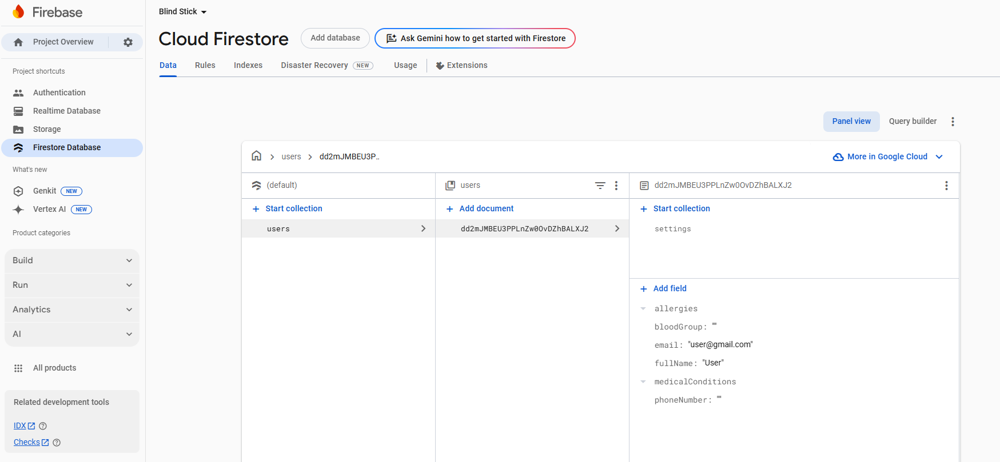 Firebase
Project Overview
Project shortcuts
Authentication
Realtime Database
Storage
Firestore Database
What's new
Genkit NEW
Vertex AI NEW
Product categories
Build
Run
Analytics
AI
All products
Related development tools
IDX
Checks
Blind Stick
Cloud Firestore
Add database
Ask Gemini how to get started with Firestore
Data Rules Indexes Disaster Recovery NEW Usage Extensions
Panel view Query builder
users dd2mJMBEU3P..
More in Google Cloud
(default)
+ Start collection
users
users
+ Add document
dd2mJMBEU3PPLnZw0OvDZhBALXJ2
dd2mJMBEU3PPLnZw0OvDZhBALXJ2
+ Start collection
settings
+ Add field
allergies
bloodGroup: ""
email: "user@gmail.com"
fullName: "User"
medicalConditions
phoneNumber: ""